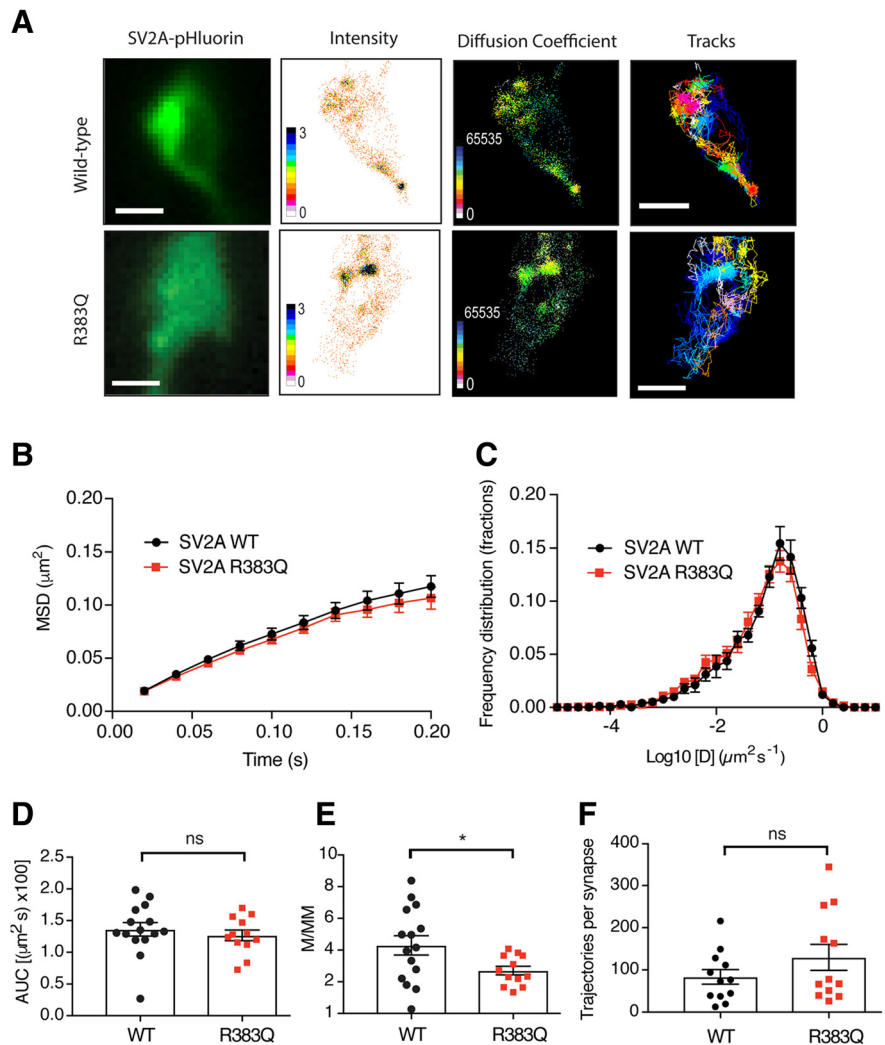 A
SV2A-pHluorin Intensity Diffusion Coefficient Tracks
Wild-type
3
0
65535
0
R383Q
3
0
65535
0
B
MSD (μm²)
0.20
0.15
0.10
0.05
0.00
SV2A WT
SV2A R383Q
0.00 0.05 0.10 0.15 0.20
Time (s)
C
Frequency distribution (fractions)
0.20
0.15
0.10
0.05
0.00
SV2A WT
SV2A R383Q
-4 -2 0
Log10 [D] (μm²s⁻¹)
D
AUC [(μm² s) x100]
2.5
2.0
1.5
1.0
0.5
0.0
ns
WT R383Q
E
M/MM
10
8
6
4
2
1
*
WT R383Q
F
Trajectories per synapse
400
300
200
100
0
ns
WT R383Q